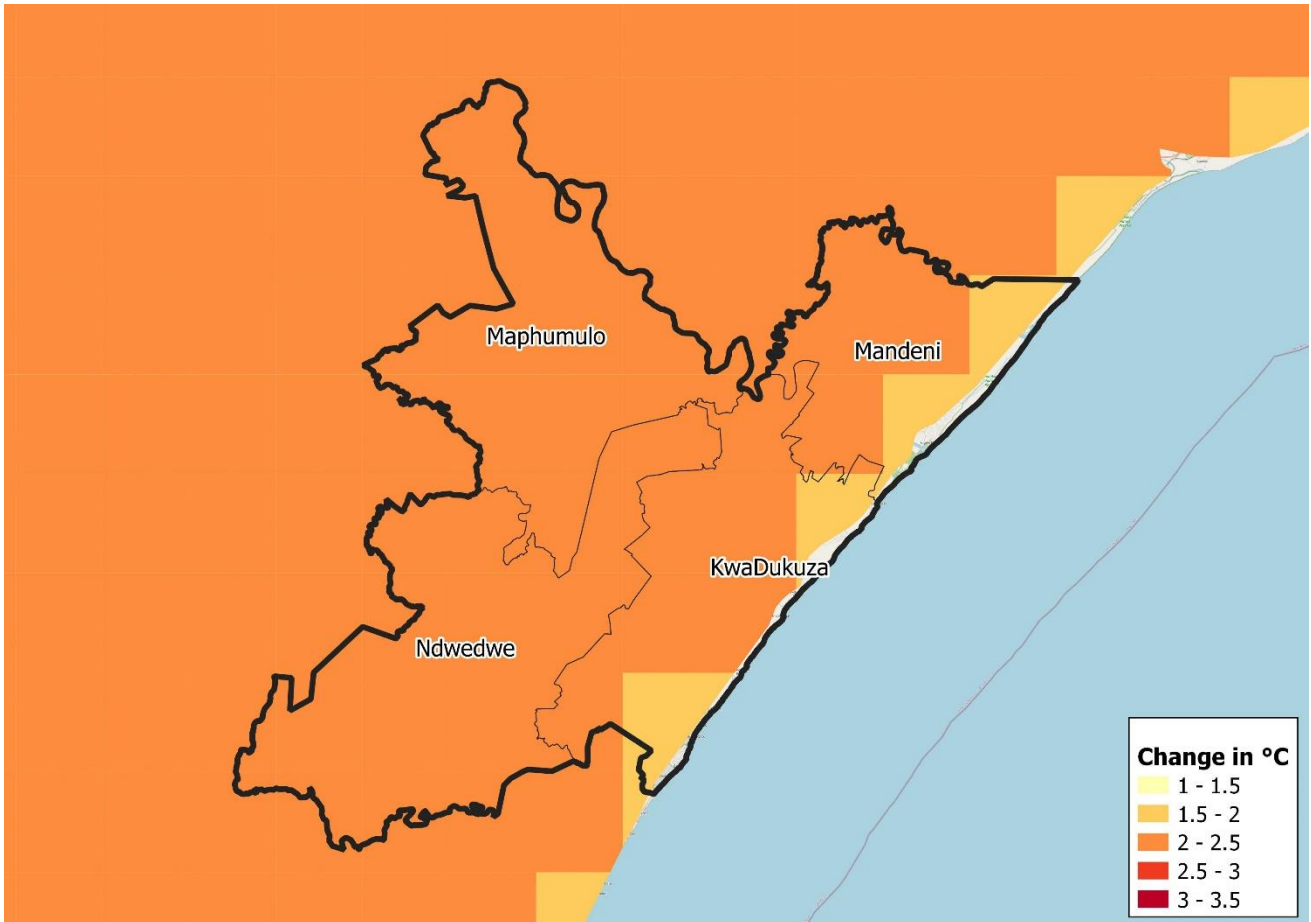 Maphumulo
Mandeni
KwaDukuza
Ndwedwe
Change in °C
1 - 1.5
1.5 - 2
2 - 2.5
2.5 - 3
3 - 3.5